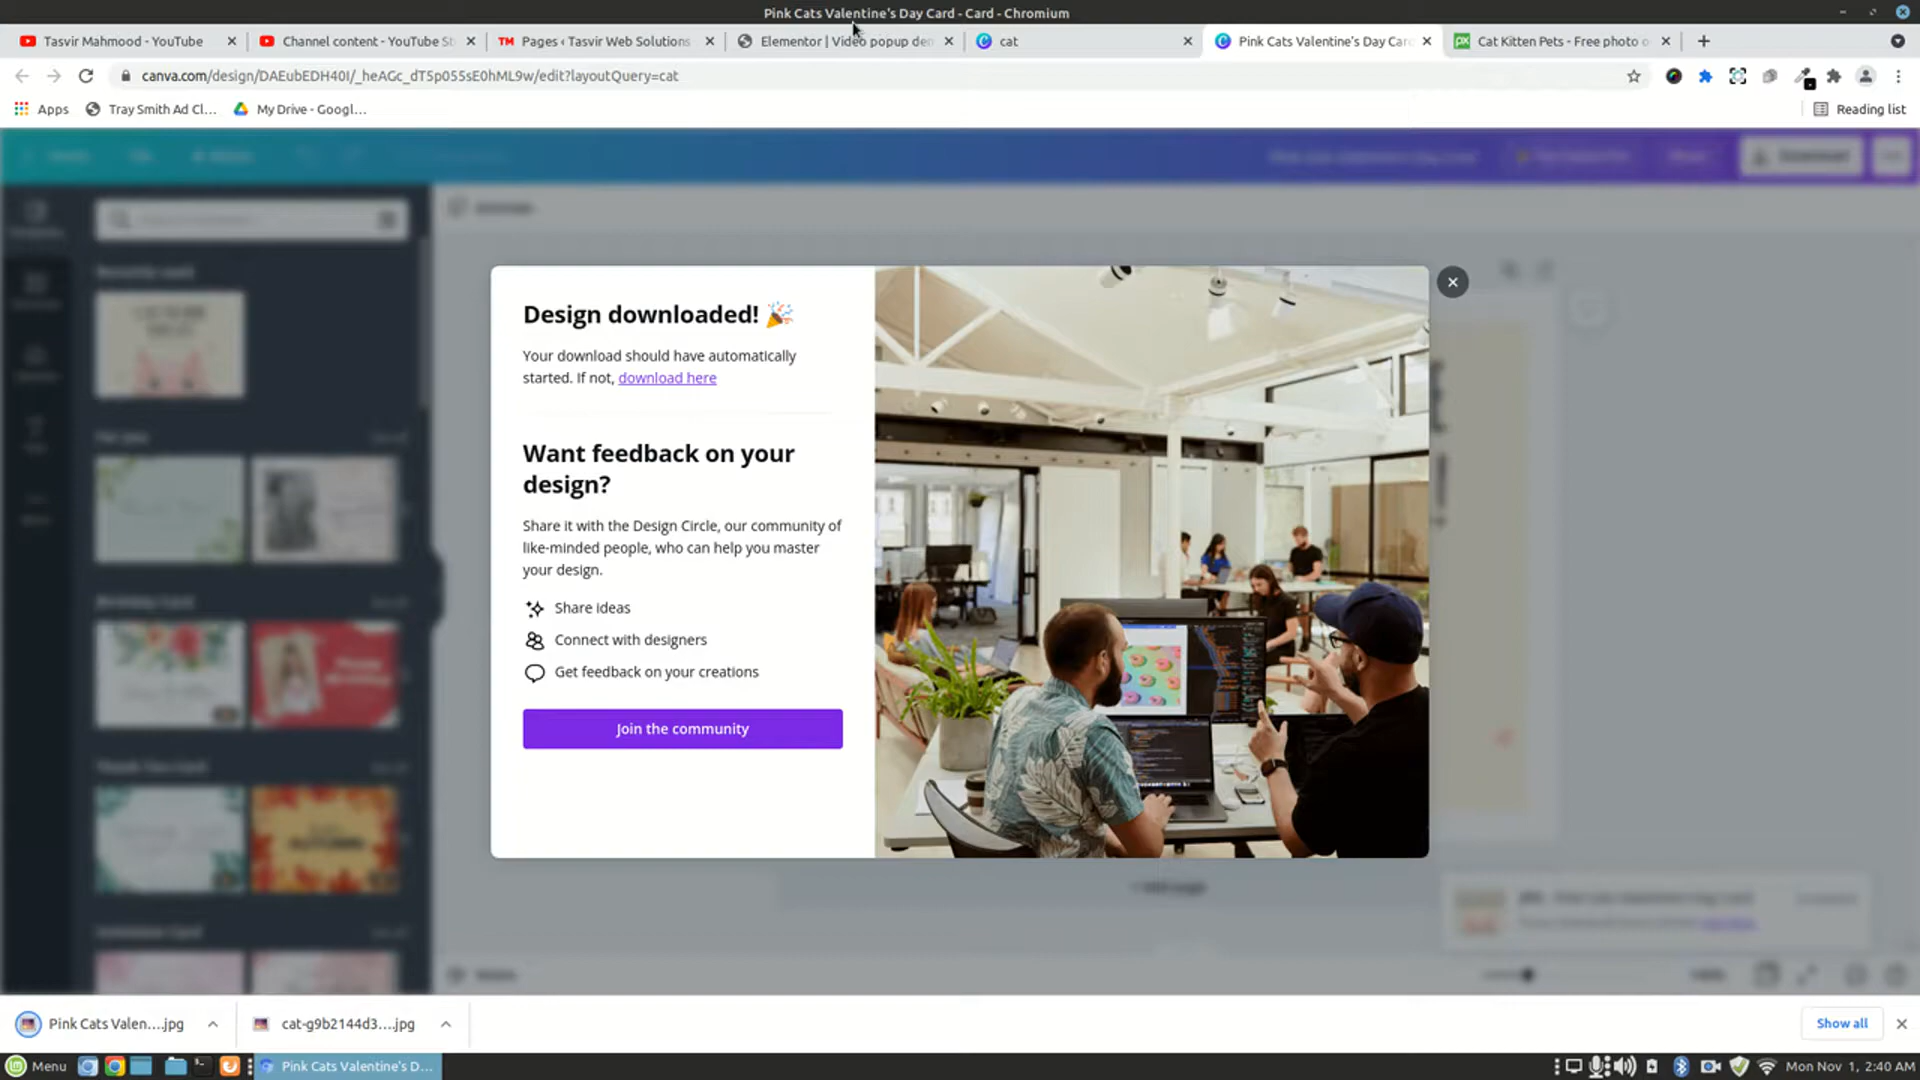 Pink Cats Valentine's Day Card - Card - Chromium
Tasvir Mahmood - YouTube
Channel content - YouTube St
Pages ‹ Tasvir Web Solutions
Elementor | Video popup dem
cat
Pink Cats Valentine's Day Card
Cat Kitten Pets - Free photo o
canva.com/design/DAEubEDH40I/_heAGc_dT5p055sE0hML9w/edit?layoutQuery=cat
Apps
Tray Smith Ad Cl...
My Drive - Googl...
Reading list
Design downloaded!
Your download should have automatically
started. If not, download here
Want feedback on your
design?
Share it with the Design Circle, our community of
like-minded people, who can help you master
your design.
Share ideas
Connect with designers
Get feedback on your creations
Join the community
Pink Cats Valen....jpg
cat-g9b2144d3....jpg
Show all
Menu
Pink Cats Valentine's D...
Mon Nov 1, 2:40 AM